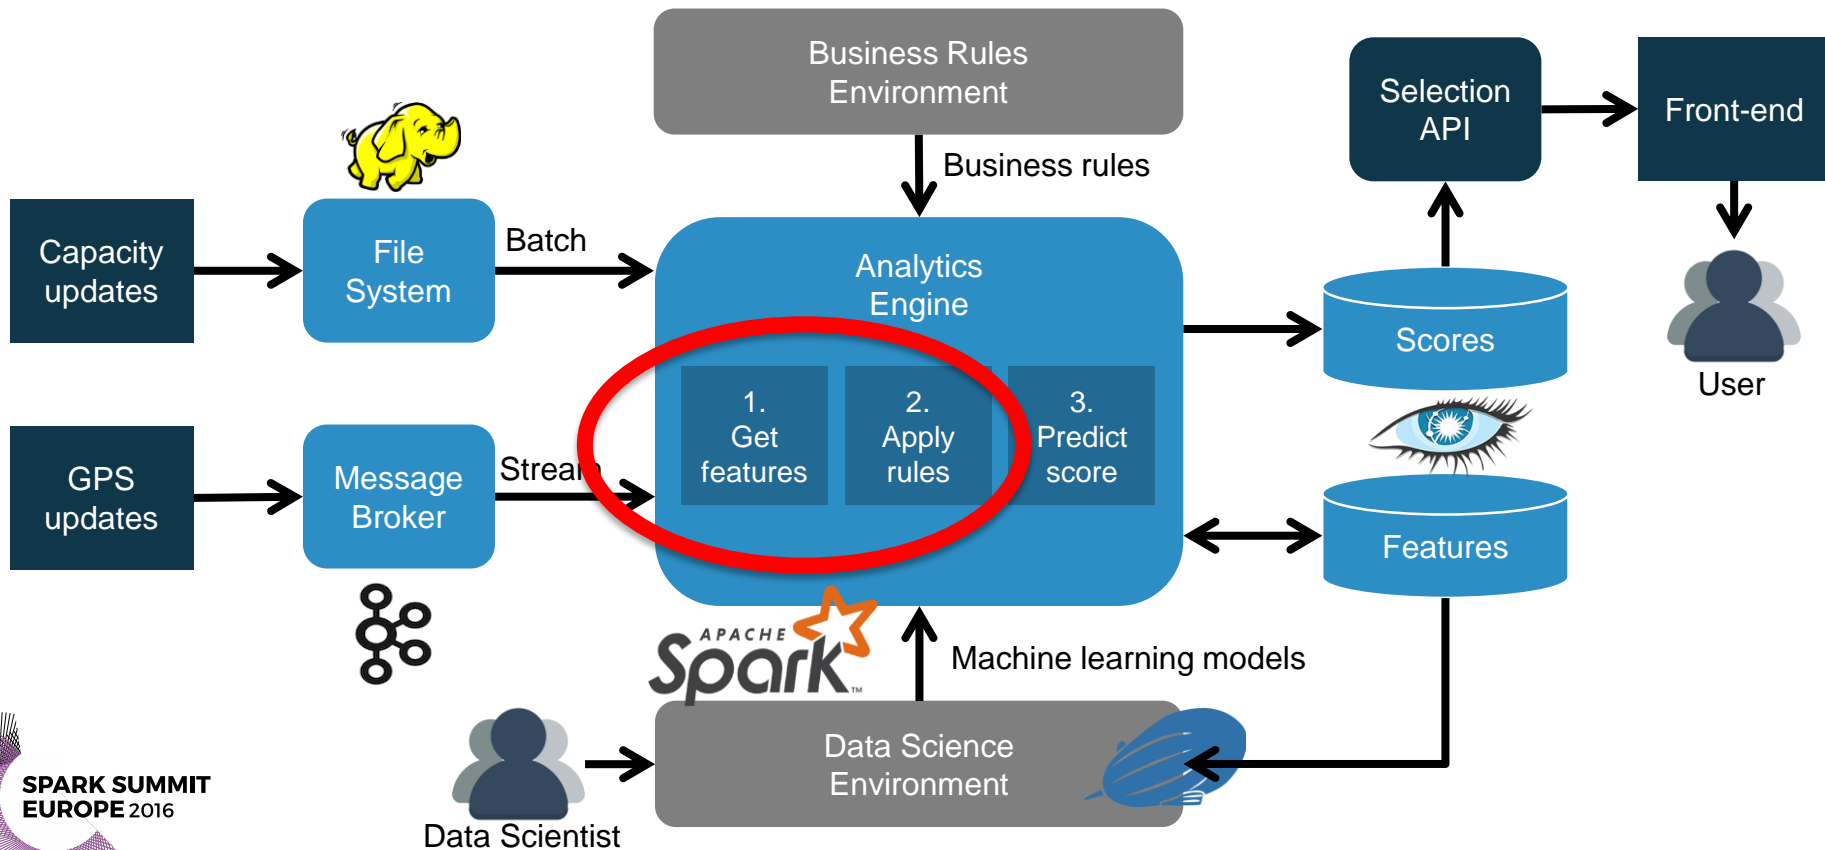 Business Rules
Environment
Business rules
Selection
API
Front-end
User
Capacity
updates
File
System
Batch
Analytics
Engine
1.
Get
features
2.
Apply
rules
3.
Predict
score
Scores
Features
GPS
updates
Message
Broker
Stream
APACHE
Spark™
Machine learning models
Data Science
Environment
Data Scientist
SPARK SUMMIT
EUROPE 2016